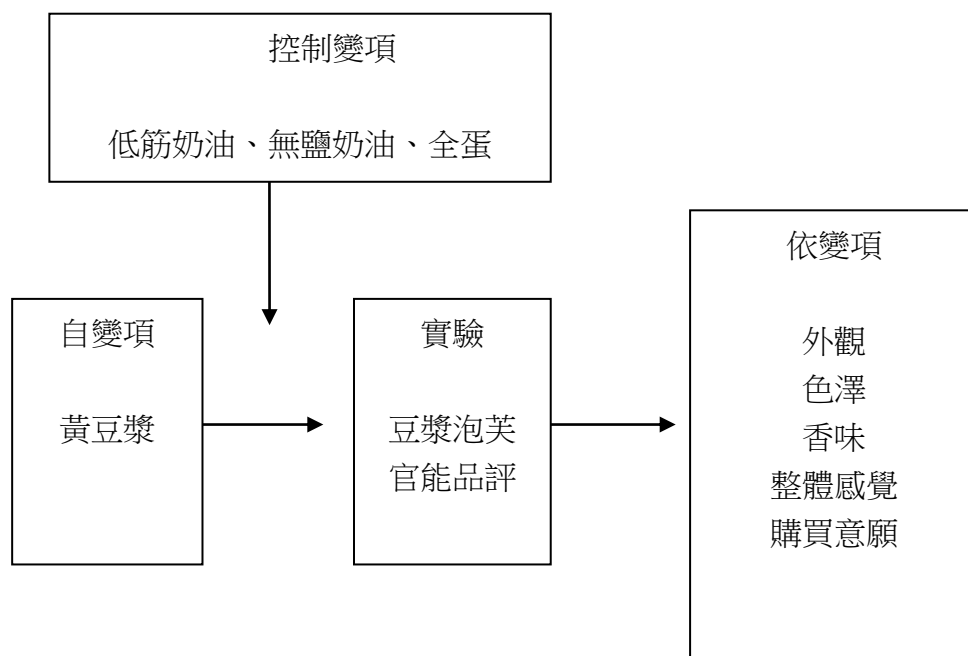 控制變項
低筋奶油、無鹽奶油、全蛋
自變項
黃豆漿
實驗
豆漿泡芙
官能品評
依變項
外觀
色澤
香味
整體感覺
購買意願